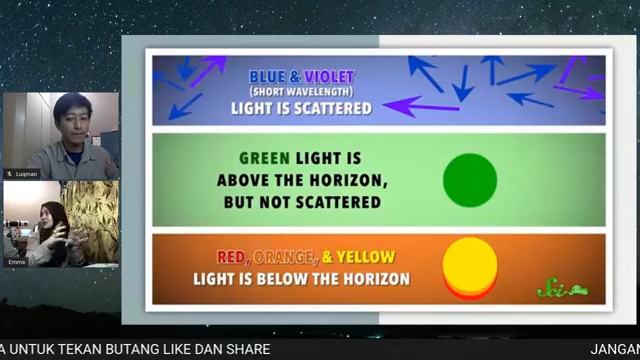 BLUE & VIOLET
(SHORT WAVELENGTH)
LIGHT IS SCATTERED
GREEN LIGHT IS
ABOVE THE HORIZON,
BUT NOT SCATTERED
RED, ORANGE, & YELLOW
LIGHT IS BELOW THE HORIZON
Sci
Luqman
Emma
A UNTUK TEKAN BUTANG LIKE DAN SHARE
JANGAN